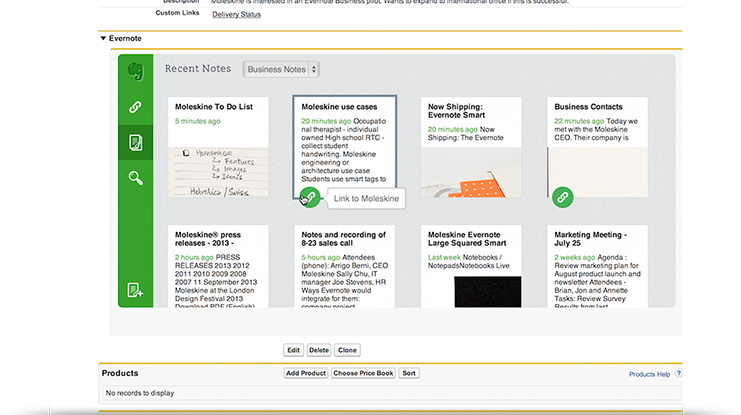 Description Moleskine is interested in an Evernote Business pilot. Wants to expand to international office if this is successful.
Custom Links Delivery Status
Evernote
Recent Notes Business Notes
Moleskine To Do List
5 minutes ago
HOMEPAGE
↳ Features
↳ Images
↳ Icons
Helvetica / Swiss
Moleskine use cases
20 minutes ago Occupatio
nal therapist - individual
owned High school RTC -
collect student
handwriting. Moleskine
engineering or
architecture use case
Students use smart tags to
Link to Moleskine
Now Shipping:
Evernote Smart
20 minutes ago Now
Shipping: The Evernote
Business Contacts
22 minutes ago Today we
met with the Moleskine
CEO. Their company is
Moleskine® press
releases - 2013 -
2 hours ago PRESS
RELEASES 2013 2012
2011 2010 2009 2008
2007 11 September 2013
Moleskine at the London
Design Festival 2013
Download PDF (English)
Notes and recording of
8-23 sales call
5 hours ago Attendees
(phone): Arrigo Berni, CEO
Moleskine Sally Chu, IT
manager Joe Stevens, HR
Ways Evernote would
integrate for them:
company project
Moleskine Evernote
Large Squared Smart
Last week Notebooks /
NotepadsNotebooks Live
Marketing Meeting -
July 25
2 weeks ago Agenda :
Review marketing plan for
August product launch and
newsletter Attendees -
Brian, Jon and Annette
Tasks: Review Survey
Results from last
Edit Delete Clone
Products Add Product Choose Price Book Sort Products Help ?
No records to display